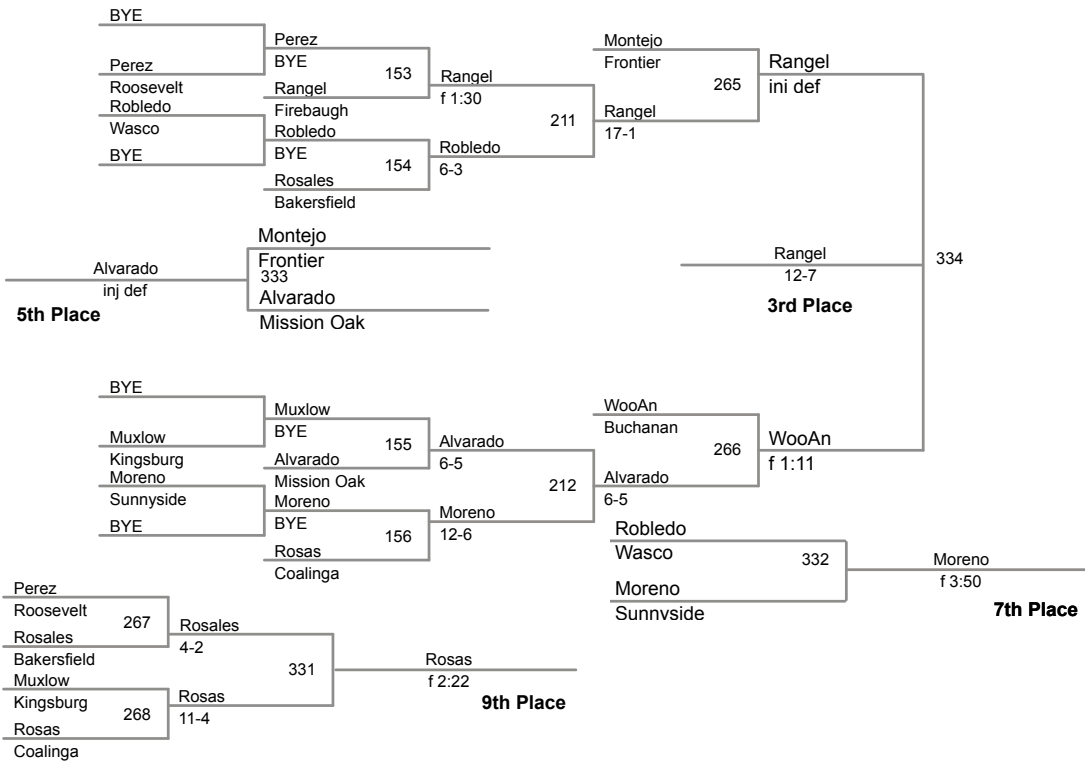 BYE
Perez
Roosevelt
Robledo
Wasco
BYE
Perez
BYE
153
Rangel
Firebaugh
Robledo
BYE
154
Rosales
Bakersfield
Rangel
f 1:30
211
Robledo
6-3
Montejo
Frontier
265
Rangel
17-1
Rangel
ini def
334
Rangel
12-7
3rd Place
Montejo
Frontier
333
Alvarado
Mission Oak
Alvarado
inj def
5th Place
BYE
Muxlow
Kingsburg
Moreno
Sunnyside
BYE
Muxlow
BYE
155
Alvarado
Mission Oak
Moreno
BYE
156
Rosas
Coalinga
Alvarado
6-5
212
Moreno
12-6
WooAn
Buchanan
266
Alvarado
6-5
WooAn
f 1:11
Robledo
Wasco
332
Moreno
Sunnvside
Moreno
f 3:50
7th Place
Perez
Roosevelt
267
Rosales
Bakersfield
Muxlow
Kingsburg
268
Rosas
Coalinga
Rosales
4-2
331
Rosas
11-4
Rosas
f 2:22
9th Place